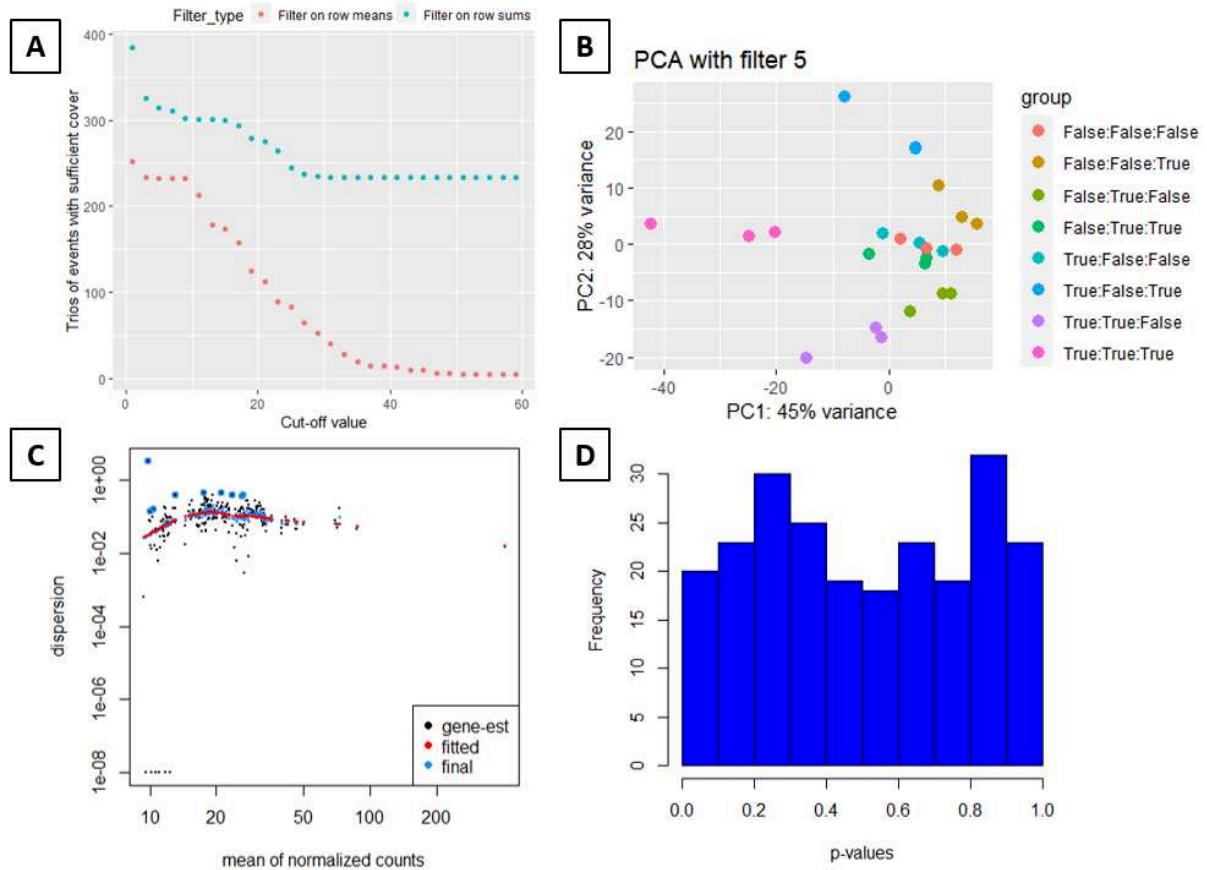 A
Filter_type Filter on row means Filter on row sums
Trios of events with sufficient cover
400
300
200
100
0
0 20 40 60
Cut-off value
B
PCA with filter 5
PC2: 28% variance
20
10
0
-10
-20
-40 -20 0
PC1: 45% variance
group
False:False:False
False:False:True
False:True:False
False:True:True
True:False:False
True:False:True
True:True:False
True:True:True
C
dispersion
1e+00
1e-02
1e-04
1e-06
1e-08
gene-est
fitted
final
10 20 50 100 200
mean of normalized counts
D
Frequency
30
25
20
15
10
5
0
0.0 0.2 0.4 0.6 0.8 1.0
p-values